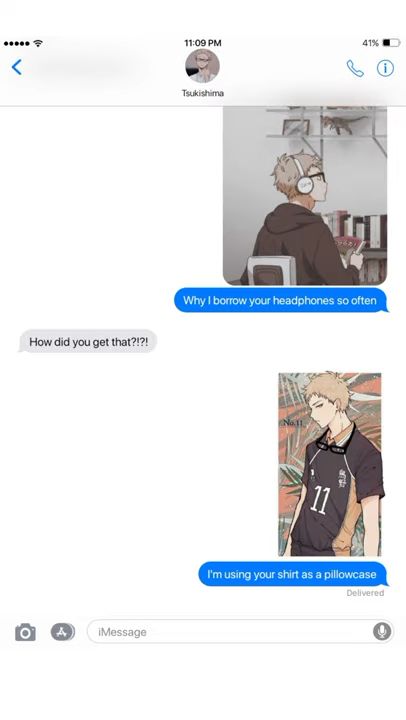 11:09 PM
41%
Tsukishima
Why I borrow your headphones so often
How did you get that?!?!
No.11
11
I'm using your shirt as a pillowcase
Delivered
iMessage